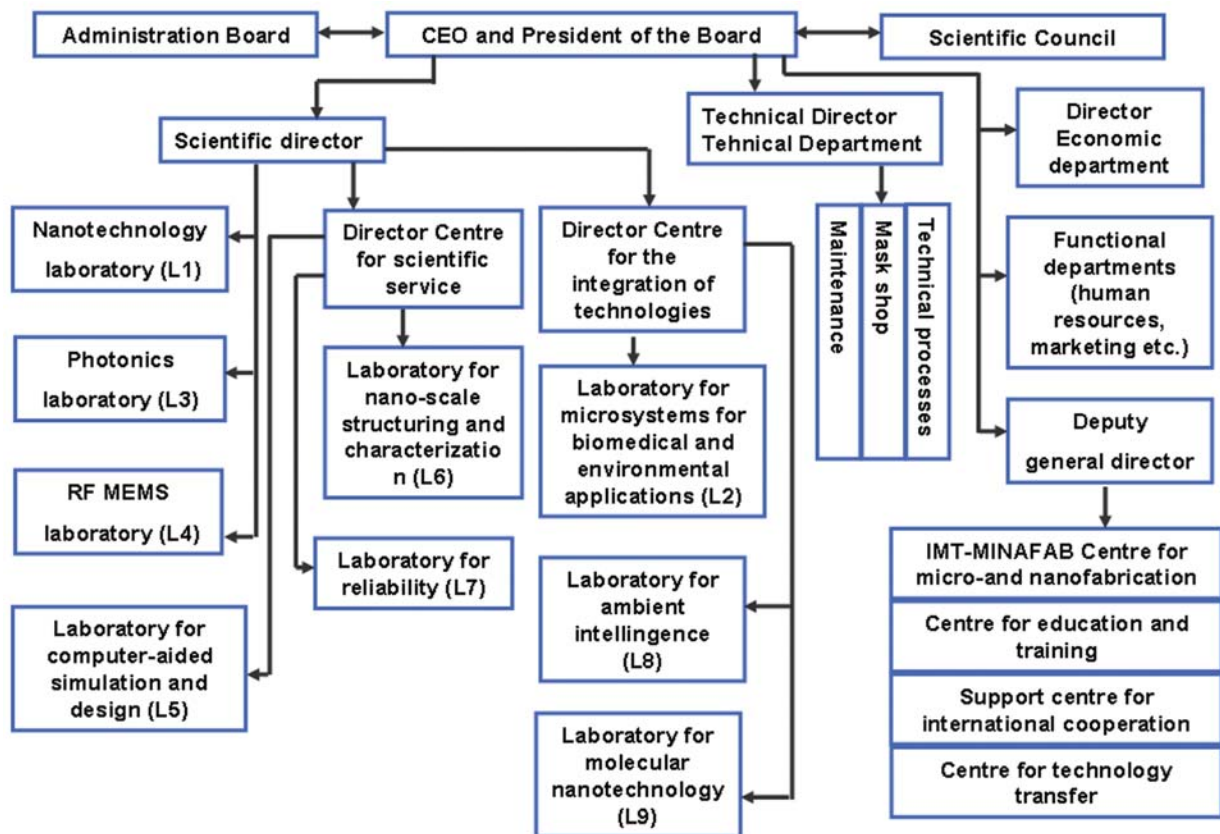 Administration Board
CEO and President of the Board
Scientific Council
Scientific director
Technical Director
Tehnical Department
Director
Economic
department
Nanotechnology
laboratory (L1)
Director Centre
for scientific
service
Director Centre
for the
integration of
technologies
Maintenance
Mask shop
Technical processes
Functional
departments
(human
resources,
marketing etc.)
Photonics
laboratory (L3)
Laboratory for
nano-scale
structuring and
characterizatio
n (L6)
Laboratory for
microsystems for
biomedical and
environmental
applications (L2)
Deputy
general director
RF MEMS
laboratory (L4)
Laboratory for
reliability (L7)
Laboratory for
ambient
intellingence
(L8)
IMT-MINAFAB Centre for
micro-and nanofabrication
Centre for education and
training
Support centre for
international cooperation
Centre for technology
transfer
Laboratory for
computer-aided
simulation and
design (L5)
Laboratory for
molecular
nanotechnology
(L9)